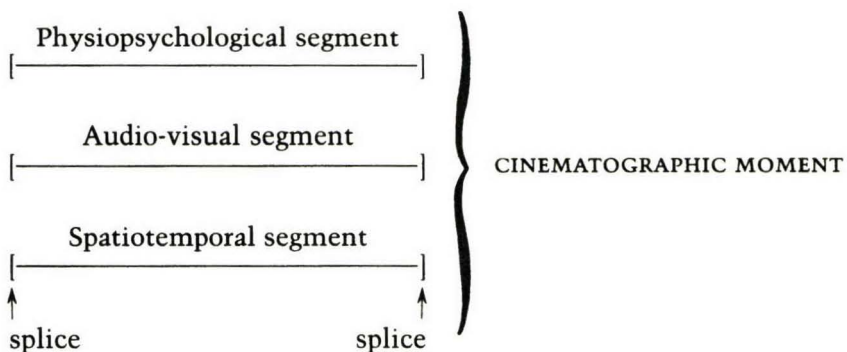 Physiopsychological segment
Audio-visual segment
CINEMATOGRAPHIC MOMENT
Spatiotemporal segment
splice splice